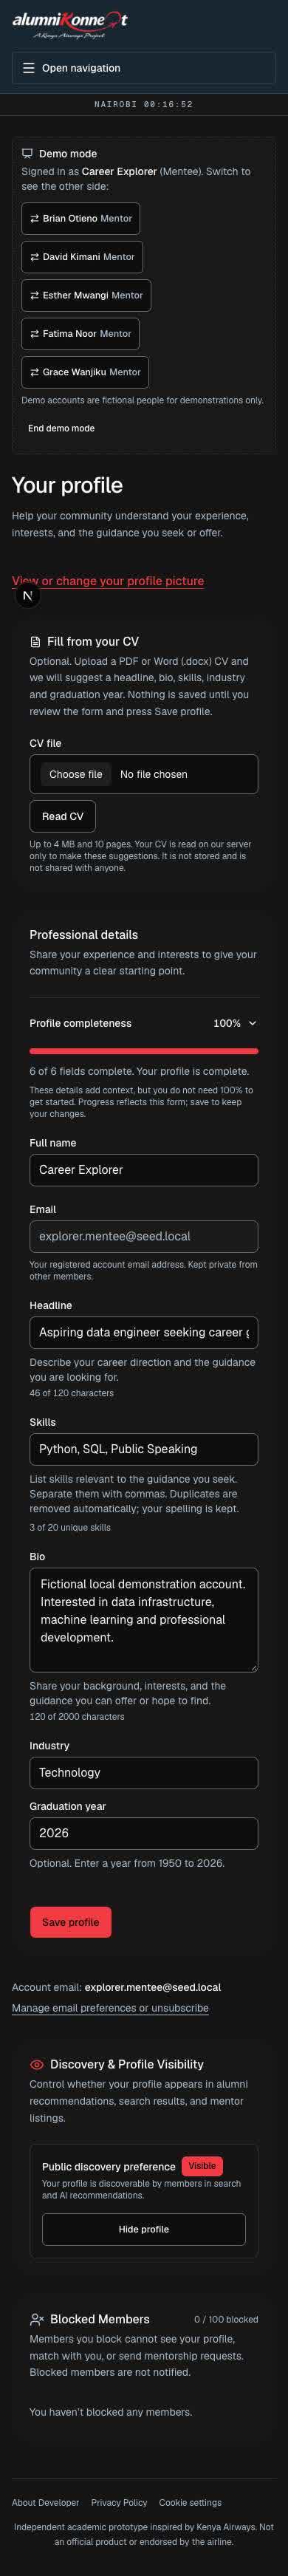 alumniKonnect
A Kenya Airways Project
Open navigation
NAIROBI 00:16:52
Demo mode
Signed in as Career Explorer (Mentee). Switch to
see the other side:
Brian Otieno Mentor
David Kimani Mentor
Esther Mwangi Mentor
Fatima Noor Mentor
Grace Wanjiku Mentor
Demo accounts are fictional people for demonstrations only.
End demo mode
Your profile
Help your community understand your experience,
interests, and the guidance you seek or offer.
View or change your profile picture
N
Fill from your CV
Optional. Upload a PDF or Word (.docx) CV and
we will suggest a headline, bio, skills, industry
and graduation year. Nothing is saved until you
review the form and press Save profile.
CV file
Choose file No file chosen
Read CV
Up to 4 MB and 10 pages. Your CV is read on our server
only to make these suggestions. It is not stored and is
not shared with anyone.
Professional details
Share your experience and interests to give your
community a clear starting point.
Profile completeness 100%
6 of 6 fields complete. Your profile is complete.
These details add context, but you do not need 100% to
get started. Progress reflects this form; save to keep
your changes.
Full name
Career Explorer
Email
explorer.mentee@seed.local
Your registered account email address. Kept private from
other members.
Headline
Aspiring data engineer seeking career g
Describe your career direction and the guidance
you are looking for.
46 of 120 characters
Skills
Python, SQL, Public Speaking
List skills relevant to the guidance you seek.
Separate them with commas. Duplicates are
removed automatically; your spelling is kept.
3 of 20 unique skills
Bio
Fictional local demonstration account.
Interested in data infrastructure,
machine learning and professional
development.
Share your background, interests, and the
guidance you can offer or hope to find.
120 of 2000 characters
Industry
Technology
Graduation year
2026
Optional. Enter a year from 1950 to 2026.
Save profile
Account email: explorer.mentee@seed.local
Manage email preferences or unsubscribe
Discovery & Profile Visibility
Control whether your profile appears in alumni
recommendations, search results, and mentor
listings.
Public discovery preference Visible
Your profile is discoverable by members in search
and AI recommendations.
Hide profile
Blocked Members 0 / 100 blocked
Members you block cannot see your profile,
match with you, or send mentorship requests.
Blocked members are not notified.
You haven't blocked any members.
About Developer Privacy Policy Cookie settings
Independent academic prototype inspired by Kenya Airways. Not
an official product or endorsed by the airline.